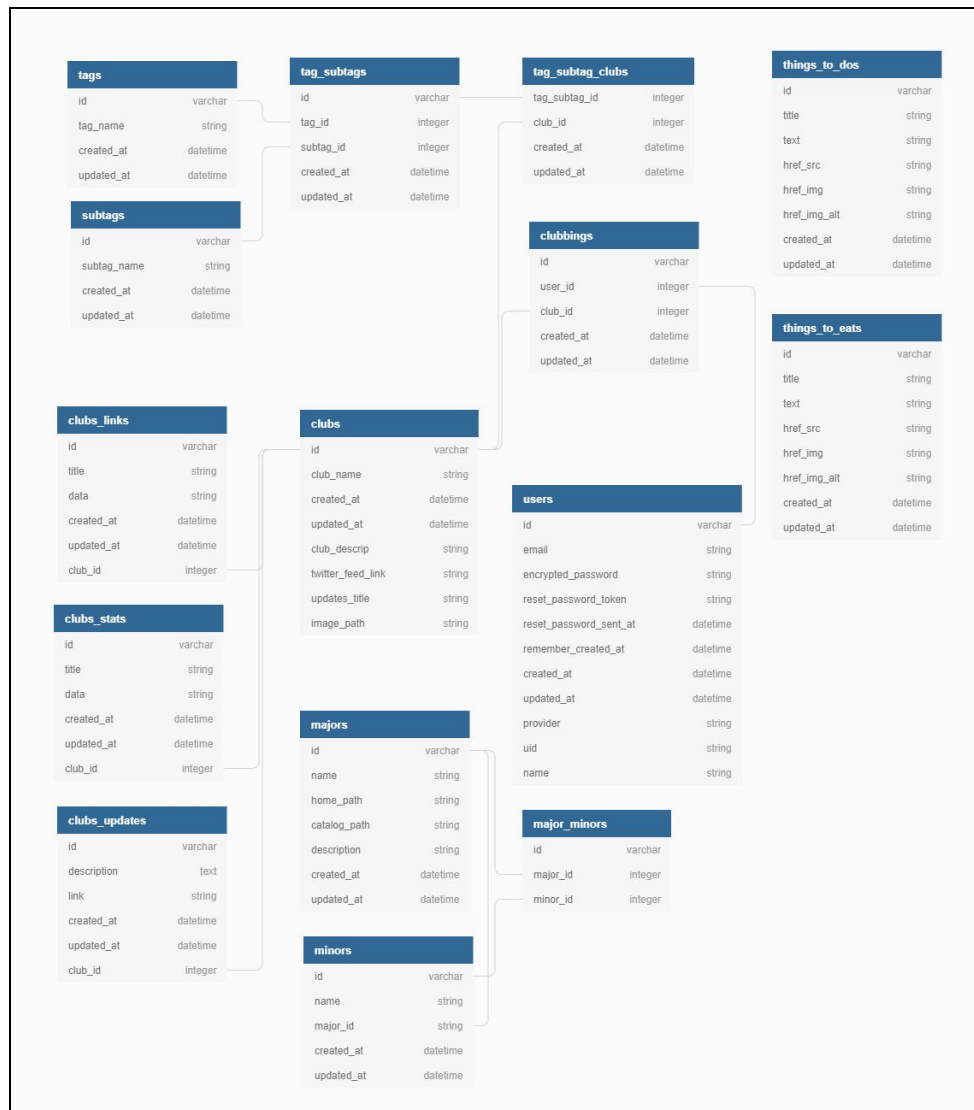 tags
id varchar
tag_name string
created_at datetime
updated_at datetime
subtags
id varchar
subtag_name string
created_at datetime
updated_at datetime
tag_subtags
id varchar
tag_id integer
subtag_id integer
created_at datetime
updated_at datetime
tag_subtag_clubs
tag_subtag_id integer
club_id integer
created_at datetime
updated_at datetime
clubbings
id varchar
user_id integer
club_id integer
created_at datetime
updated_at datetime
things_to_dos
id varchar
title string
text string
href_src string
href_img string
href_img_alt string
created_at datetime
updated_at datetime
things_to_eats
id varchar
title string
text string
href_src string
href_img string
href_img_alt string
created_at datetime
updated_at datetime
clubs_links
id varchar
title string
data string
created_at datetime
updated_at datetime
club_id integer
clubs_stats
id varchar
title string
data string
created_at datetime
updated_at datetime
club_id integer
clubs_updates
id varchar
description text
link string
created_at datetime
updated_at datetime
club_id integer
clubs
id varchar
club_name string
created_at datetime
updated_at datetime
club_descrip string
twitter_feed_link string
updates_title string
image_path string
users
id varchar
email string
encrypted_password string
reset_password_token string
reset_password_sent_at datetime
remember_created_at datetime
created_at datetime
updated_at datetime
provider string
uid string
name string
majors
id varchar
name string
home_path string
catalog_path string
description string
created_at datetime
updated_at datetime
major_minors
id varchar
major_id integer
minor_id integer
minors
id varchar
name string
major_id string
created_at datetime
updated_at datetime